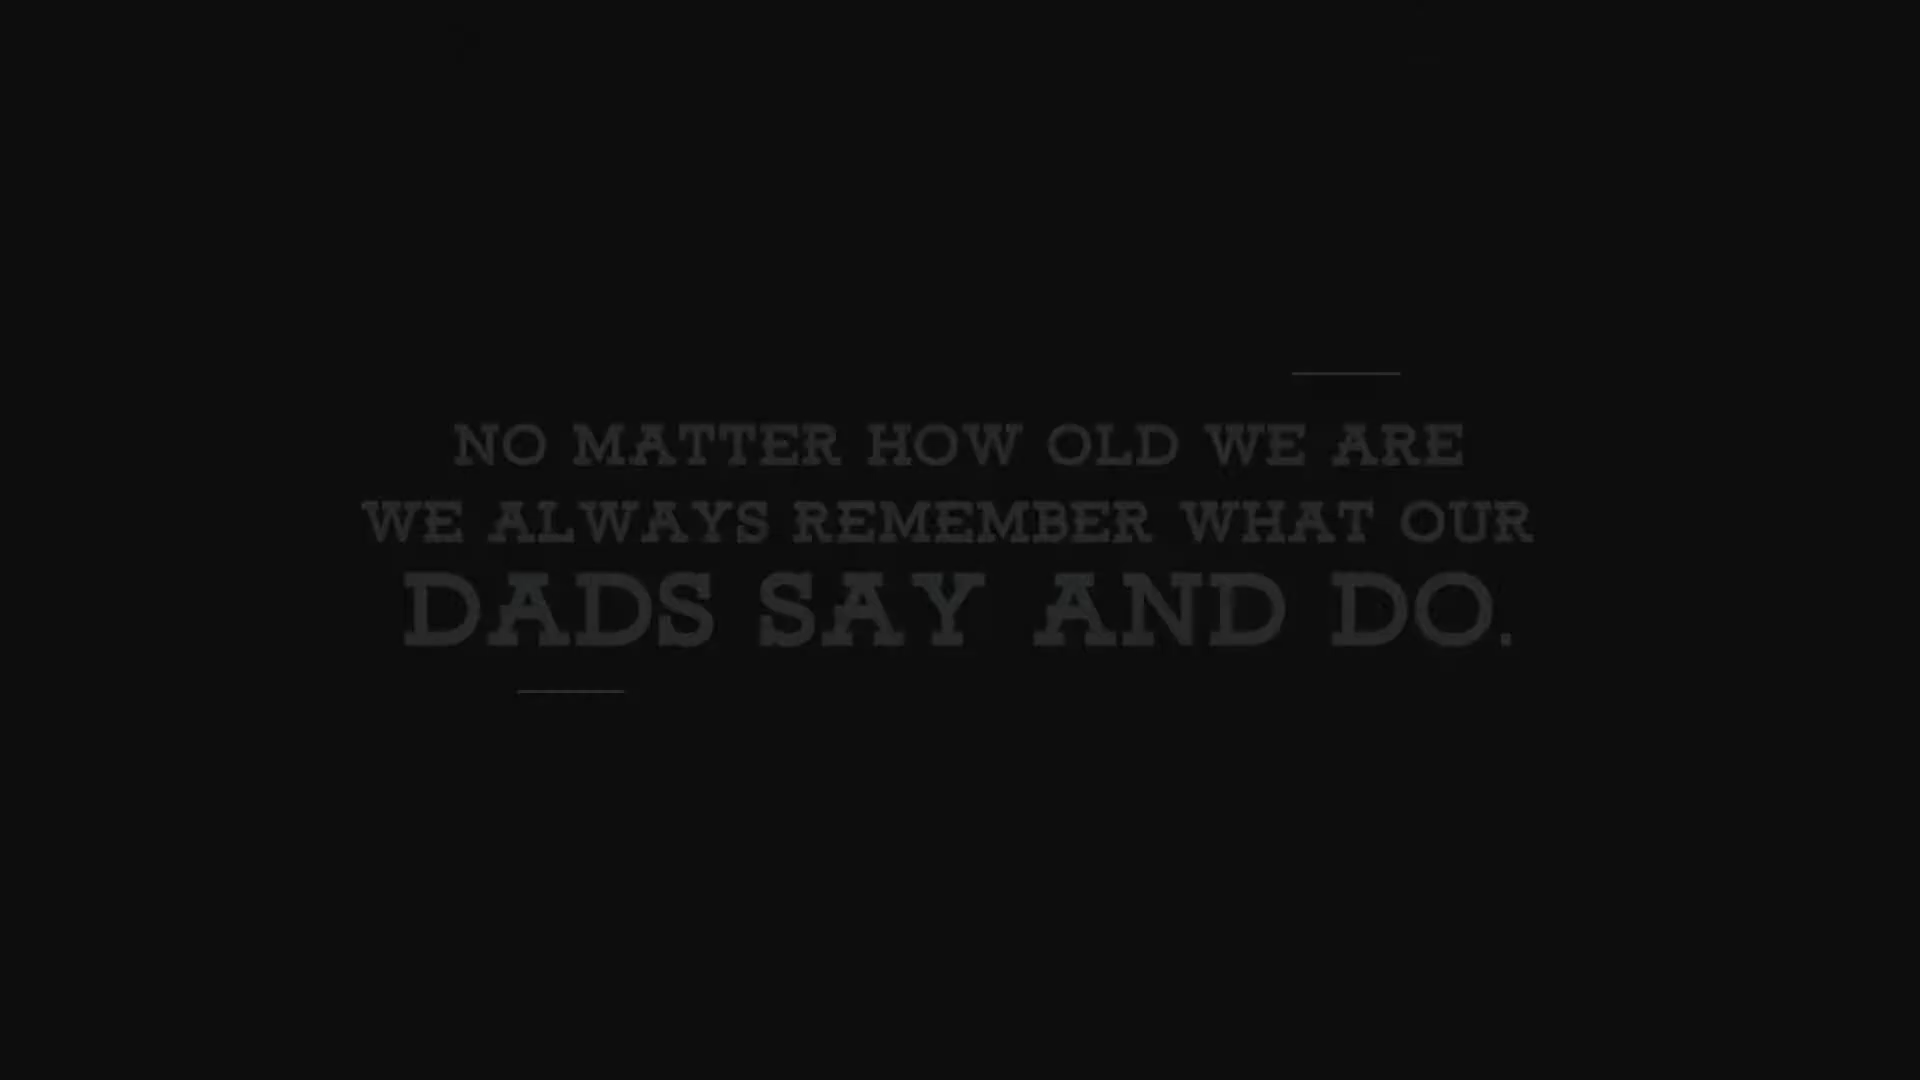 NO MATTER HOW OLD WE ARE
WE ALWAYS REMEMBER WHAT OUR
DADS SAY AND DO.